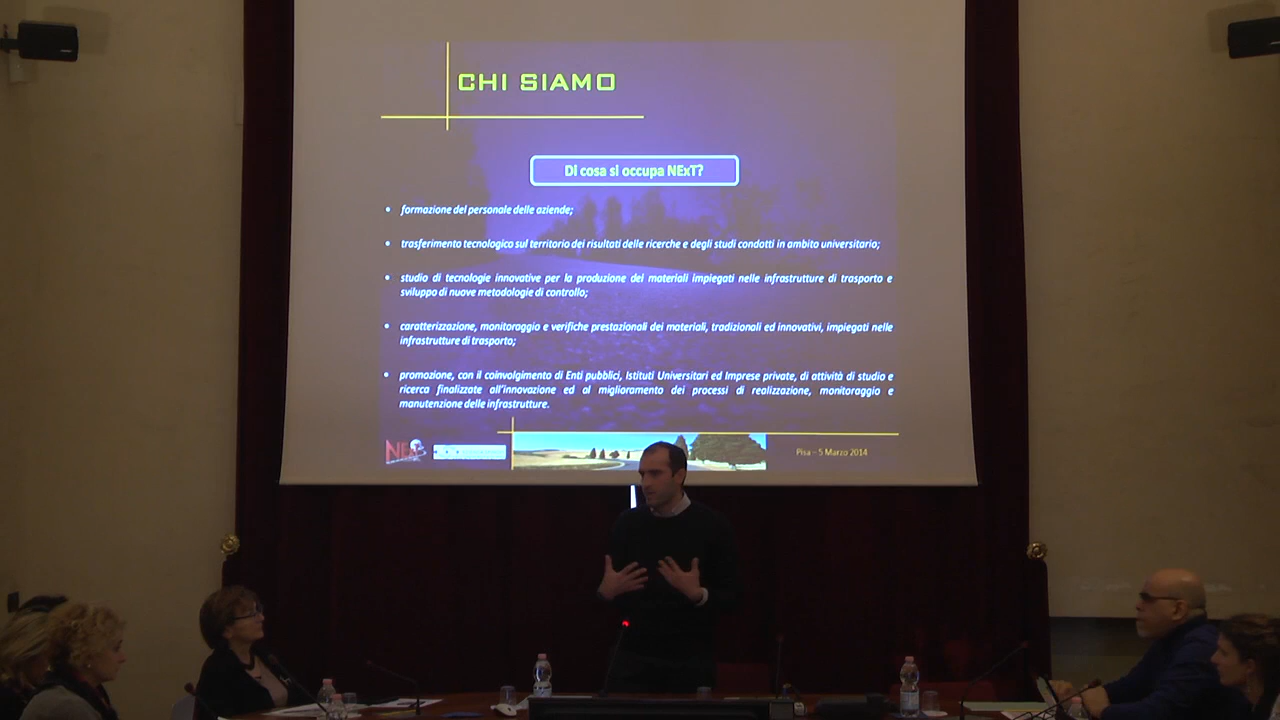 CHI SIAMO
Di cosa si occupa NExT?
• formazione del personale delle aziende;
• trasferimento tecnologico sul territorio dei risultati delle ricerche e degli studi condotti in ambito universitario;
• studio di tecnologie innovative per la produzione dei materiali impiegati nelle infrastrutture di trasporto e
sviluppo di nuove metodologie di controllo;
• caratterizzazione, monitoraggio e verifiche prestazionali dei materiali, tradizionali ed innovativi, impiegati nelle
infrastrutture di trasporto;
• promozione, con il coinvolgimento di Enti pubblici, Istituti Universitari ed Imprese private, di attività di studio e
ricerca finalizzate all'innovazione ed al miglioramento dei processi di realizzazione, monitoraggio e
manutenzione delle infrastrutture.
Pisa – 5 Marzo 2014